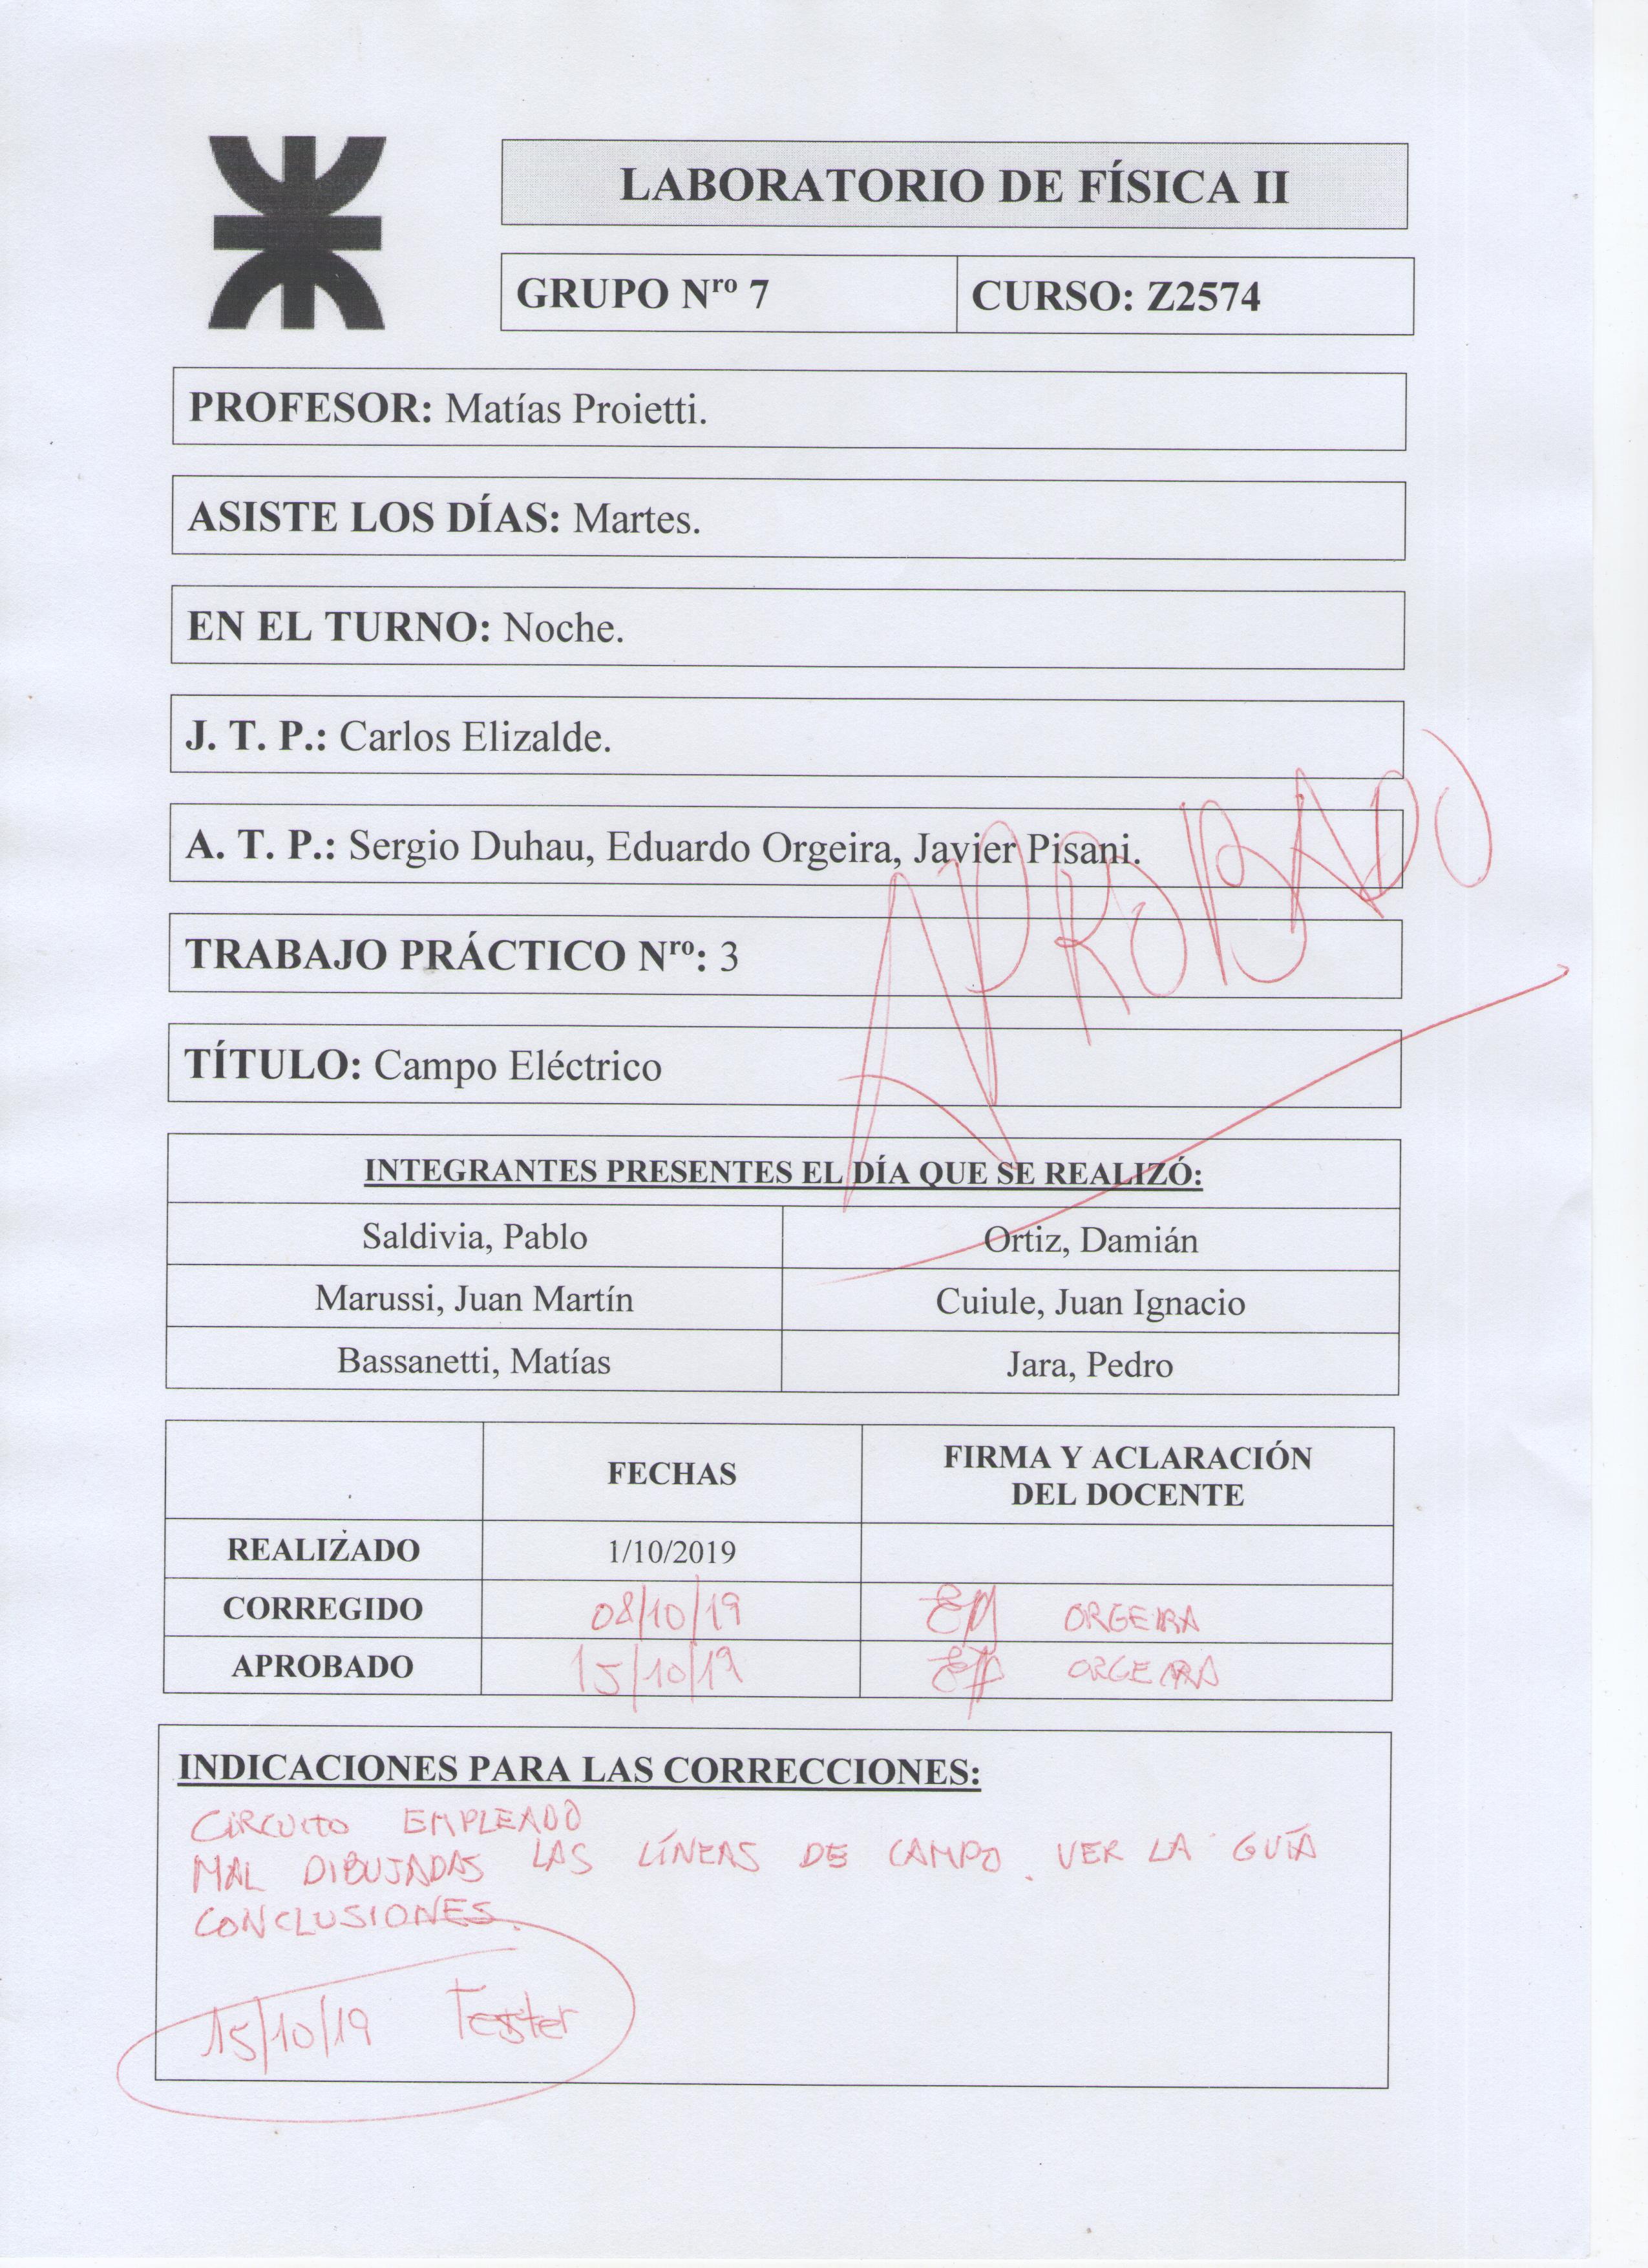 LABORATORIO DE FÍSICA II
GRUPO Nro 7
CURSO: Z2574
PROFESOR: Matías Proietti.
ASISTE LOS DÍAS: Martes.
EN EL TURNO: Noche.
J. T. P.: Carlos Elizalde.
A. T. P.: Sergio Duhau, Eduardo Orgeira, Javier Pisani.
TRABAJO PRÁCTICO Nro: 3
TÍTULO: Campo Eléctrico
APROBADO
INTEGRANTES PRESENTES EL DÍA QUE SE REALIZÓ:
Saldivia, Pablo
Ortiz, Damián
Marussi, Juan Martín
Cuiule, Juan Ignacio
Bassanetti, Matías
Jara, Pedro
FECHAS
FIRMA Y ACLARACIÓN
DEL DOCENTE
REALIZADO
1/10/2019
CORREGIDO
08/10/19
ORGEIRA
APROBADO
15/10/19
ORGEIRA
INDICACIONES PARA LAS CORRECCIONES:
CIRCUITO EMPLEADO
MAL DIBUJADAS LAS LÍNEAS DE CAMPO. VER LA GUÍA
CONCLUSIONES.
15/10/19 Tester